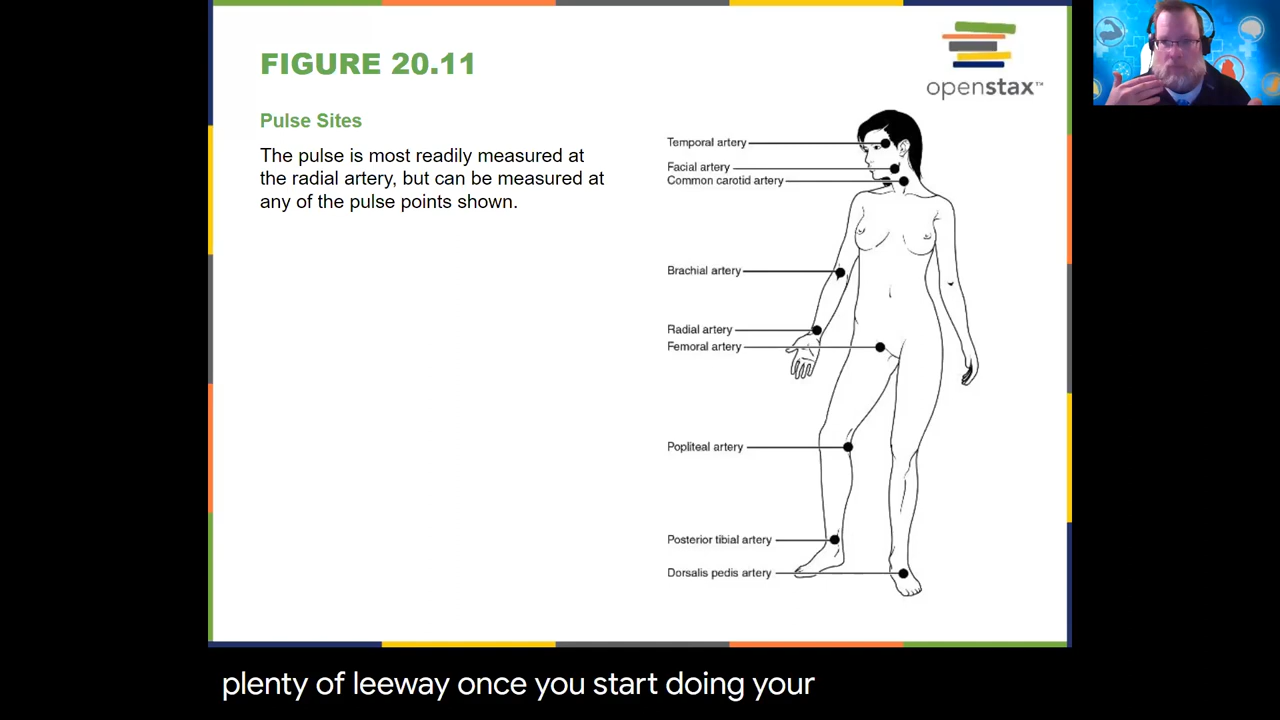 FIGURE 20.11
openstax™
Pulse Sites
The pulse is most readily measured at
the radial artery, but can be measured at
any of the pulse points shown.
Temporal artery
Facial artery
Common carotid artery
Brachial artery
Radial artery
Femoral artery
Popliteal artery
Posterior tibial artery
Dorsalis pedis artery
plenty of leeway once you start doing your